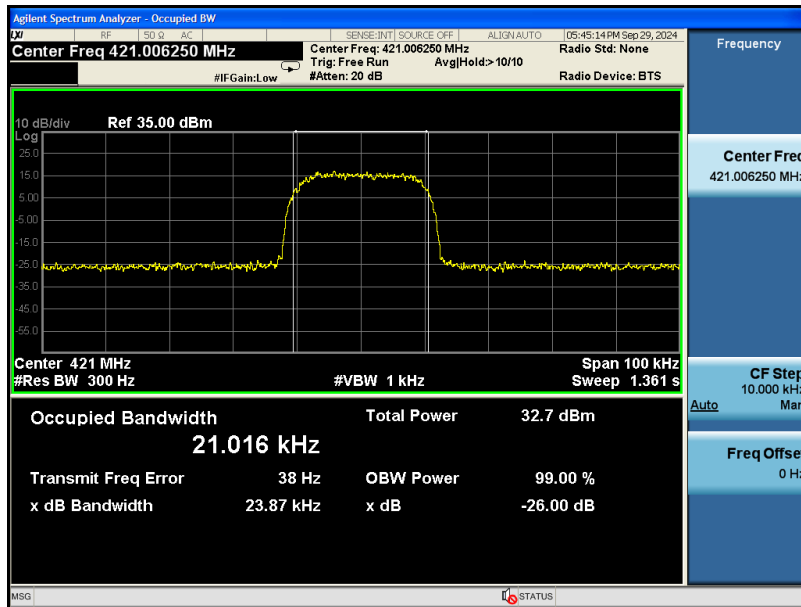 Agilent Spectrum Analyzer - Occupied BW
LXI RF 50 Ω AC SENSE:INT SOURCE OFF ALIGN AUTO 05:45:14 PM Sep 29, 2024
Center Freq 421.006250 MHz
Center Freq: 421.006250 MHz
Radio Std: None
Trig: Free Run Avg|Hold:>10/10
#IFGain:Low
#Atten: 20 dB
Radio Device: BTS
10 dB/div Ref 35.00 dBm
Log
25.0
15.0
5.00
-5.00
-15.0
-25.0
-35.0
-45.0
-55.0
Center 421 MHz Span 100 kHz
#Res BW 300 Hz #VBW 1 kHz Sweep 1.361 s
Occupied Bandwidth Total Power 32.7 dBm
21.016 kHz
Transmit Freq Error 38 Hz OBW Power 99.00 %
x dB Bandwidth 23.87 kHz x dB -26.00 dB
MSG STATUS
Frequency
Center Freq
421.006250 MHz
CF Step
10.000 kHz
Auto Man
Freq Offset
0 Hz